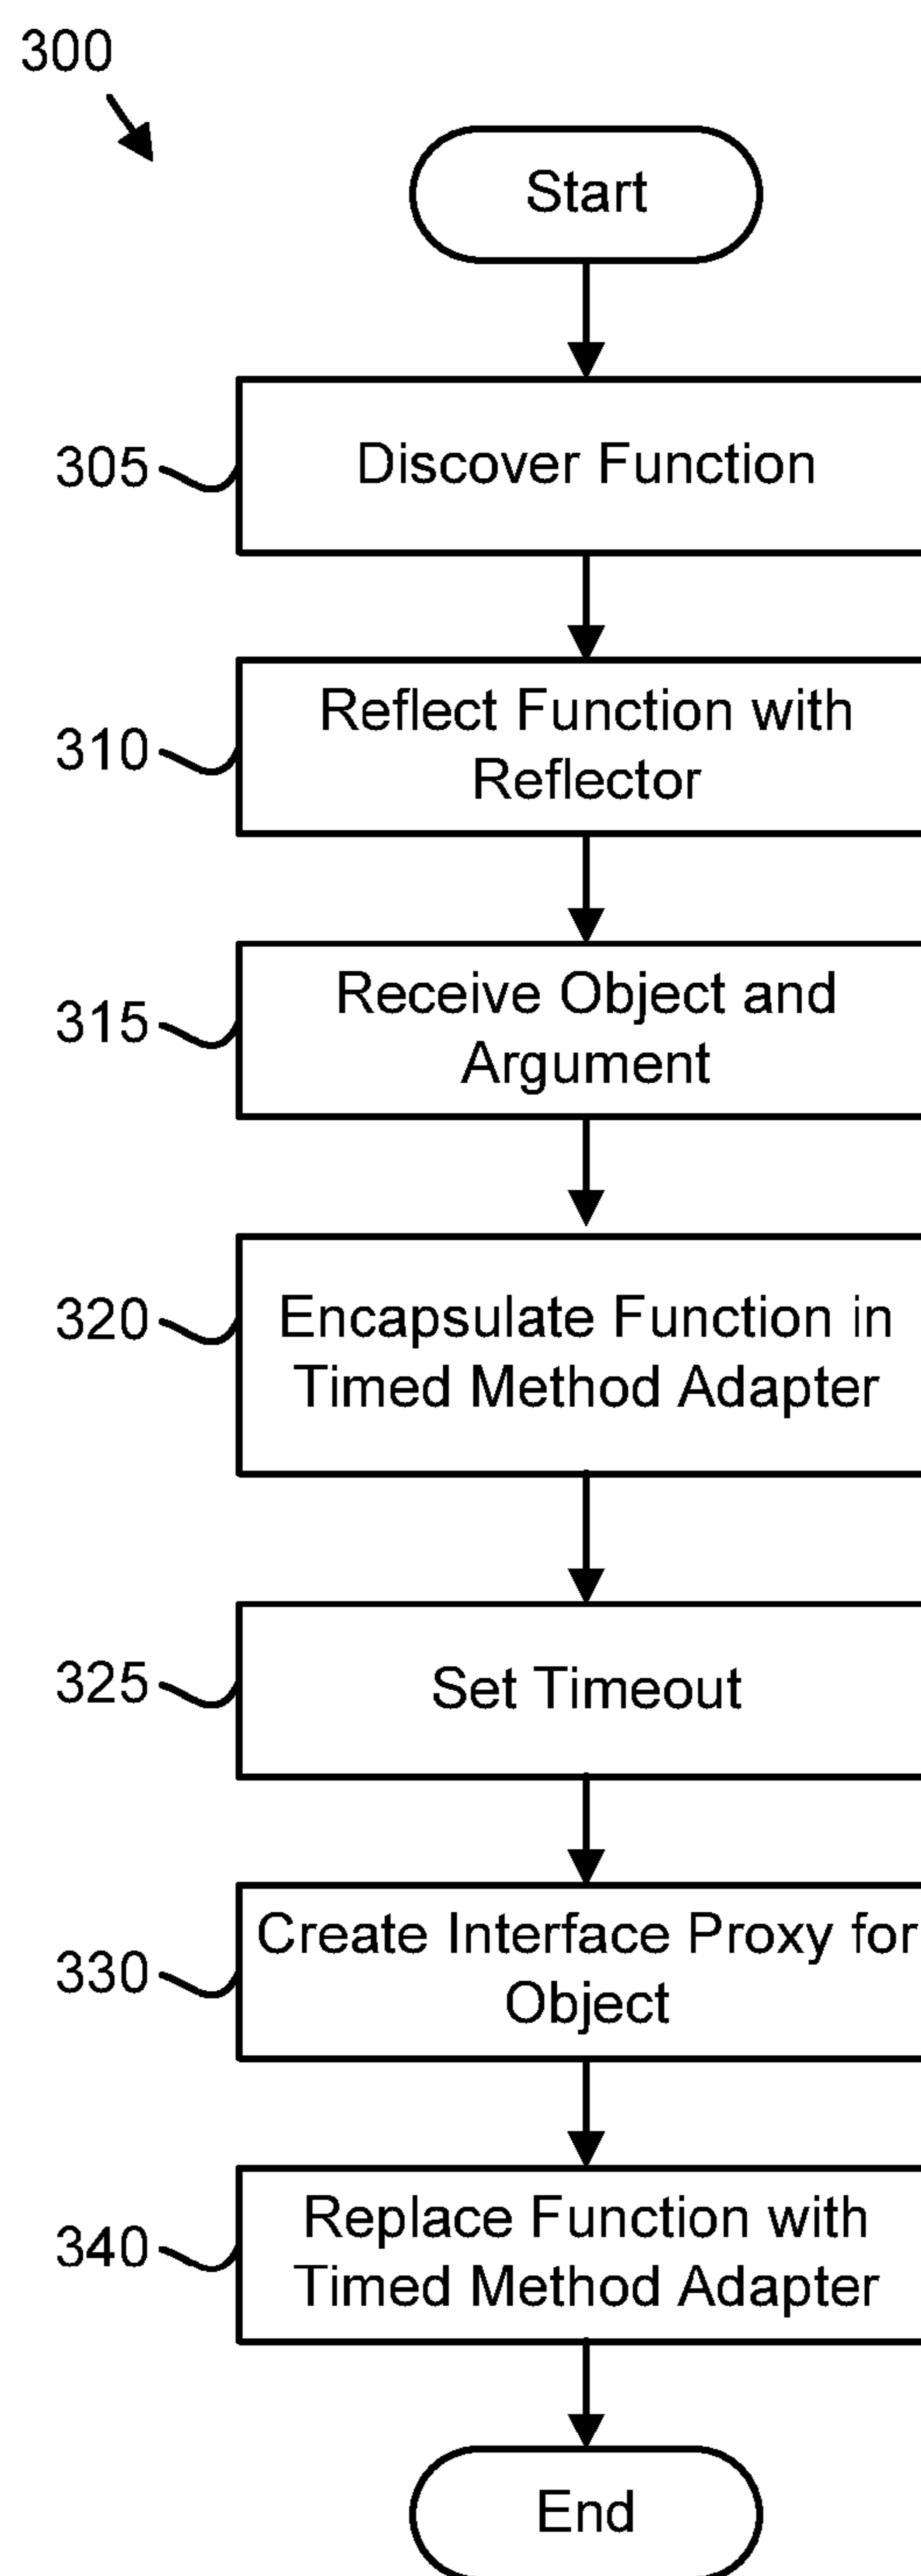 300
Start
305
Discover Function
310
Reflect Function with
Reflector
315
Receive Object and
Argument
320
Encapsulate Function in
Timed Method Adapter
325
Set Timeout
330
Create Interface Proxy for
Object
340
Replace Function with
Timed Method Adapter
End